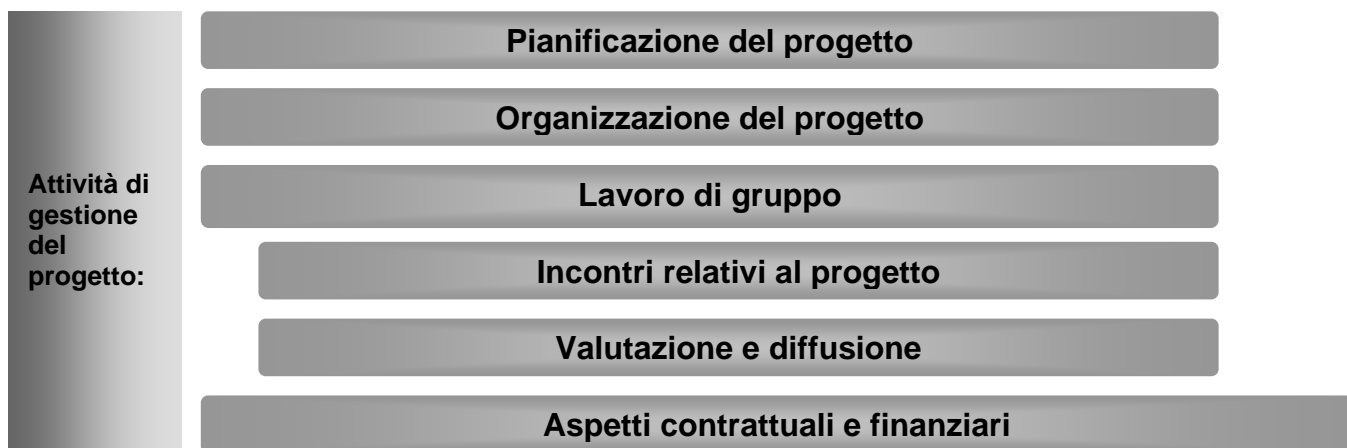 Pianificazione del progetto
Organizzazione del progetto
Attività di
gestione
del
progetto:
Lavoro di gruppo
Incontri relativi al progetto
Valutazione e diffusione
Aspetti contrattuali e finanziari